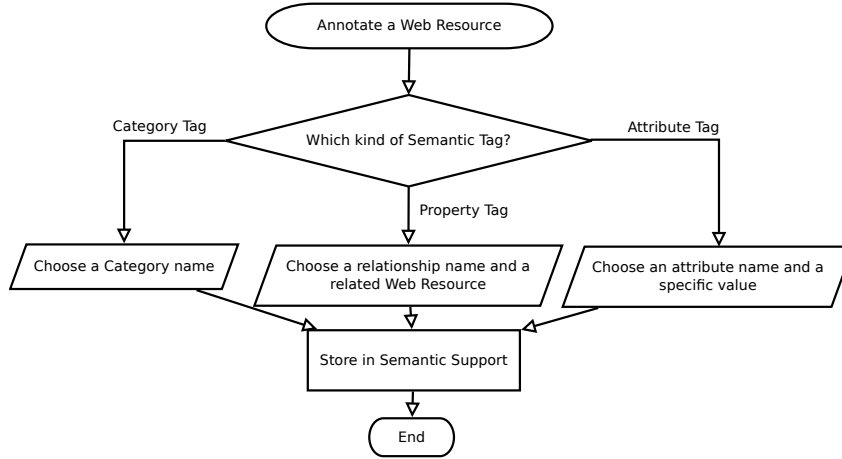 Annotate a Web Resource
Category Tag
Which kind of Semantic Tag?
Attribute Tag
Property Tag
Choose a Category name
Choose a relationship name and a
related Web Resource
Choose an attribute name and a
specific value
Store in Semantic Support
End